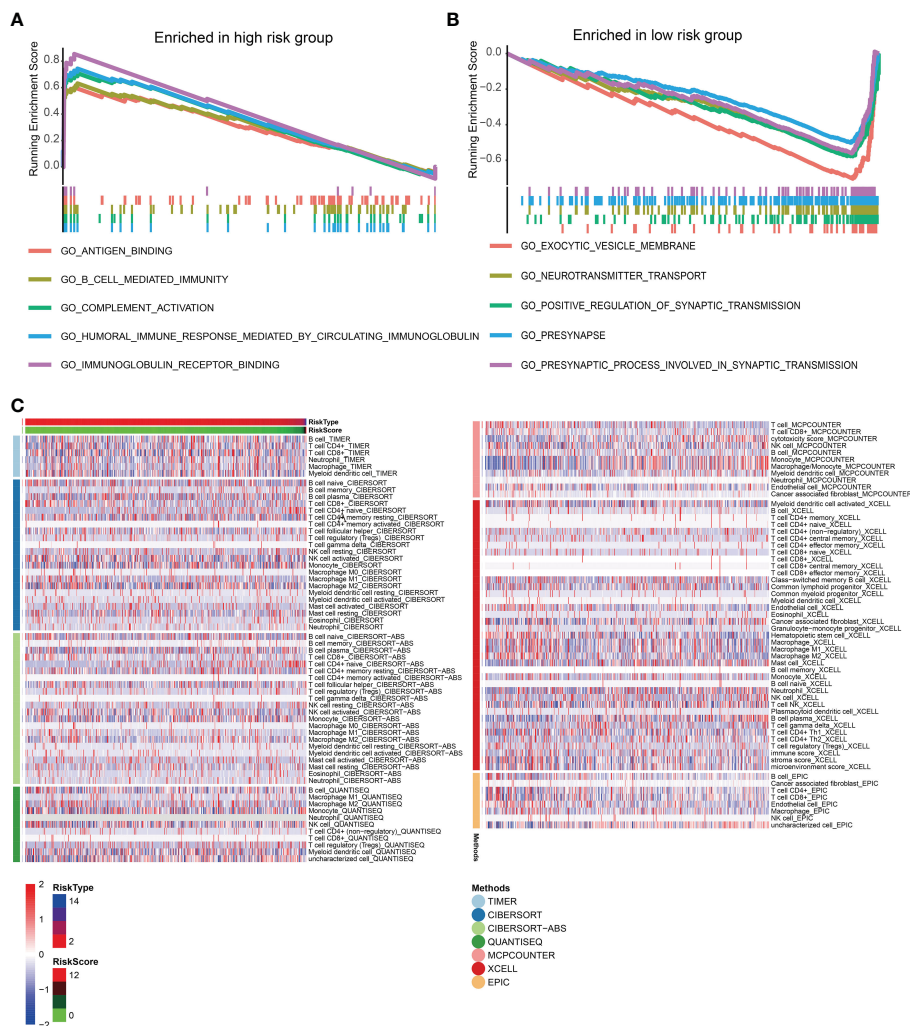 A
Enriched in high risk group
Running Enrichment Score
0.8
0.6
0.4
0.2
0.0
GO_ANTIGEN_BINDING
GO_B_CELL_MEDIATED_IMMUNITY
GO_COMPLEMENT_ACTIVATION
GO_HUMORAL_IMMUNE_RESPONSE_MEDIATED_BY_CIRCULATING_IMMUNOGLOBULIN
GO_IMMUNOGLOBULIN_RECEPTOR_BINDING
B
Enriched in low risk group
Running Enrichment Score
0.0
−0.2
−0.4
−0.6
GO_EXOCYTIC_VESICLE_MEMBRANE
GO_NEUROTRANSMITTER_TRANSPORT
GO_POSITIVE_REGULATION_OF_SYNAPTIC_TRANSMISSION
GO_PRESYNAPSE
GO_PRESYNAPTIC_PROCESS_INVOLVED_IN_SYNAPTIC_TRANSMISSION
C
RiskType
RiskScore
B cell_TIMER
T cell CD4+_TIMER
T cell CD8+_TIMER
Neutrophil_TIMER
Macrophage_TIMER
Myeloid dendritic cell_TIMER
B cell naive_CIBERSORT
B cell memory_CIBERSORT
B cell plasma_CIBERSORT
T cell CD8+_CIBERSORT
T cell CD4+ naive_CIBERSORT
T cell CD4+ memory resting_CIBERSORT
T cell CD4+ memory activated_CIBERSORT
T cell follicular helper_CIBERSORT
T cell regulatory (Tregs)_CIBERSORT
T cell gamma delta_CIBERSORT
NK cell resting_CIBERSORT
NK cell activated_CIBERSORT
Monocyte_CIBERSORT
Macrophage M0_CIBERSORT
Macrophage M1_CIBERSORT
Macrophage M2_CIBERSORT
Myeloid dendritic cell resting_CIBERSORT
Myeloid dendritic cell activated_CIBERSORT
Mast cell activated_CIBERSORT
Mast cell resting_CIBERSORT
Eosinophil_CIBERSORT
Neutrophil_CIBERSORT
B cell naive_CIBERSORT−ABS
B cell memory_CIBERSORT−ABS
B cell plasma_CIBERSORT−ABS
T cell CD8+_CIBERSORT−ABS
T cell CD4+ naive_CIBERSORT−ABS
T cell CD4+ memory resting_CIBERSORT−ABS
T cell CD4+ memory activated_CIBERSORT−ABS
T cell follicular helper_CIBERSORT−ABS
T cell regulatory (Tregs)_CIBERSORT−ABS
T cell gamma delta_CIBERSORT−ABS
NK cell resting_CIBERSORT−ABS
NK cell activated_CIBERSORT−ABS
Monocyte_CIBERSORT−ABS
Macrophage M0_CIBERSORT−ABS
Macrophage M1_CIBERSORT−ABS
Macrophage M2_CIBERSORT−ABS
Myeloid dendritic cell resting_CIBERSORT−ABS
Myeloid dendritic cell activated_CIBERSORT−ABS
Mast cell activated_CIBERSORT−ABS
Mast cell resting_CIBERSORT−ABS
Eosinophil_CIBERSORT−ABS
Neutrophil_CIBERSORT−ABS
B cell_QUANTISEQ
Macrophage M1_QUANTISEQ
Macrophage M2_QUANTISEQ
Monocyte_QUANTISEQ
Neutrophil_QUANTISEQ
NK cell_QUANTISEQ
T cell CD4+ (non−regulatory)_QUANTISEQ
T cell CD8+_QUANTISEQ
T cell regulatory (Tregs)_QUANTISEQ
Myeloid dendritic cell_QUANTISEQ
uncharacterized cell_QUANTISEQ
T cell_MCPCOUNTER
T cell CD8+_MCPCOUNTER
cytotoxicity score_MCPCOUNTER
NK cell_MCPCOUNTER
B cell_MCPCOUNTER
Monocyte_MCPCOUNTER
Macrophage/Monocyte_MCPCOUNTER
Myeloid dendritic cell_MCPCOUNTER
Neutrophil_MCPCOUNTER
Endothelial cell_MCPCOUNTER
Cancer associated fibroblast_MCPCOUNTER
Myeloid dendritic cell activated_XCELL
B cell_XCELL
T cell CD4+ memory_XCELL
T cell CD4+ naive_XCELL
T cell CD4+ (non−regulatory)_XCELL
T cell CD4+ central memory_XCELL
T cell CD4+ effector memory_XCELL
T cell CD8+ naive_XCELL
T cell CD8+_XCELL
T cell CD8+ central memory_XCELL
T cell CD8+ effector memory_XCELL
Class−switched memory B cell_XCELL
Common lymphoid progenitor_XCELL
Common myeloid progenitor_XCELL
Myeloid dendritic cell_XCELL
Endothelial cell_XCELL
Eosinophil_XCELL
Cancer associated fibroblast_XCELL
Granulocyte−monocyte progenitor_XCELL
Hematopoietic stem cell_XCELL
Macrophage_XCELL
Macrophage M1_XCELL
Macrophage M2_XCELL
Mast cell_XCELL
B cell memory_XCELL
Monocyte_XCELL
B cell naive_XCELL
Neutrophil_XCELL
NK cell_XCELL
T cell NK_XCELL
Plasmacytoid dendritic cell_XCELL
B cell plasma_XCELL
T cell gamma delta_XCELL
T cell CD4+ Th1_XCELL
T cell CD4+ Th2_XCELL
T cell regulatory (Tregs)_XCELL
immune score_XCELL
stroma score_XCELL
microenvironment score_XCELL
B cell_EPIC
Cancer associated fibroblast_EPIC
T cell CD4+_EPIC
T cell CD8+_EPIC
Endothelial cell_EPIC
Macrophage_EPIC
NK cell_EPIC
uncharacterized cell_EPIC
Methods
2
1
0
−1
−2
RiskType
14
2
RiskScore
12
0
Methods
TIMER
CIBERSORT
CIBERSORT−ABS
QUANTISEQ
MCPCOUNTER
XCELL
EPIC